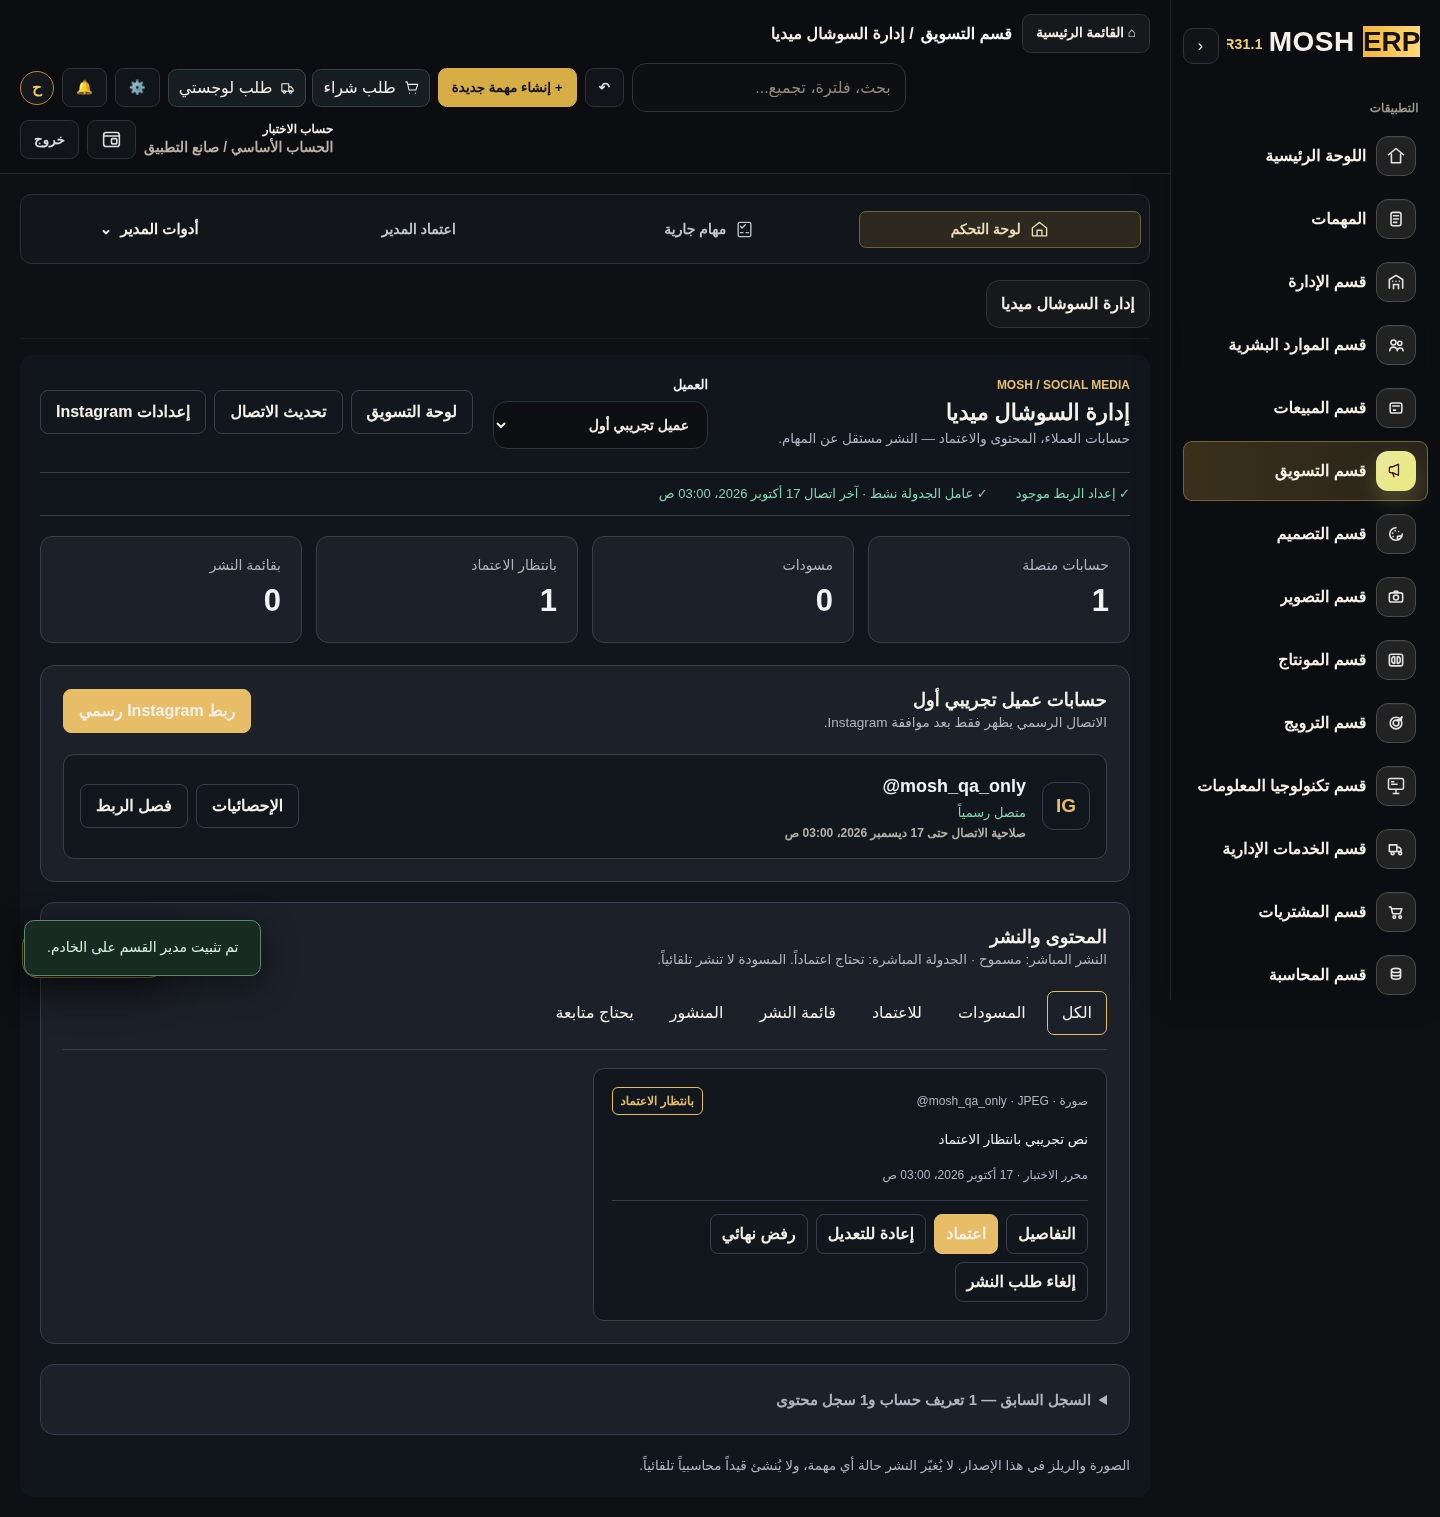 MOSH ERP R31.1
‹
التطبيقات
اللوحة الرئيسية
المهمات
قسم الإدارة
قسم الموارد البشرية
قسم المبيعات
قسم التسويق
قسم التصميم
قسم التصوير
قسم المونتاج
قسم الترويج
قسم تكنولوجيا المعلومات
قسم الخدمات الإدارية
قسم المشتريات
قسم المحاسبة
⌂ القائمة الرئيسية
قسم التسويق / إدارة السوشال ميديا
بحث، فلترة، تجميع...
↶
+ إنشاء مهمة جديدة
طلب شراء
طلب لوجستي
ح
حساب الاختبار
الحساب الأساسي / صانع التطبيق
خروج
لوحة التحكم
مهام جارية
اعتماد المدير
أدوات المدير
إدارة السوشال ميديا
MOSH / SOCIAL MEDIA
إدارة السوشال ميديا
حسابات العملاء، المحتوى والاعتماد — النشر مستقل عن المهام.
العميل
عميل تجريبي أول
لوحة التسويق
تحديث الاتصال
إعدادات Instagram
✓ إعداد الربط موجود
✓ عامل الجدولة نشط · آخر اتصال 17 أكتوبر 2026، 03:00 ص
حسابات متصلة
1
مسودات
0
بانتظار الاعتماد
1
بقائمة النشر
0
حسابات عميل تجريبي أول
الاتصال الرسمي يظهر فقط بعد موافقة Instagram.
ربط Instagram رسمي
IG
@mosh_qa_only
متصل رسمياً
صلاحية الاتصال حتى 17 ديسمبر 2026، 03:00 ص
الإحصائيات
فصل الربط
المحتوى والنشر
النشر المباشر: مسموح · الجدولة المباشرة: تحتاج اعتماداً. المسودة لا تنشر تلقائياً.
تم تثبيت مدير القسم على الخادم.
الكل
المسودات
للاعتماد
قائمة النشر
المنشور
يحتاج متابعة
صورة · JPEG · @mosh_qa_only
بانتظار الاعتماد
نص تجريبي بانتظار الاعتماد
محرر الاختبار · 17 أكتوبر 2026، 03:00 ص
التفاصيل
اعتماد
إعادة للتعديل
رفض نهائي
إلغاء طلب النشر
السجل السابق — 1 تعريف حساب و1 سجل محتوى
الصورة والريلز في هذا الإصدار. لا يُغيّر النشر حالة أي مهمة، ولا يُنشئ قيداً محاسبياً تلقائياً.